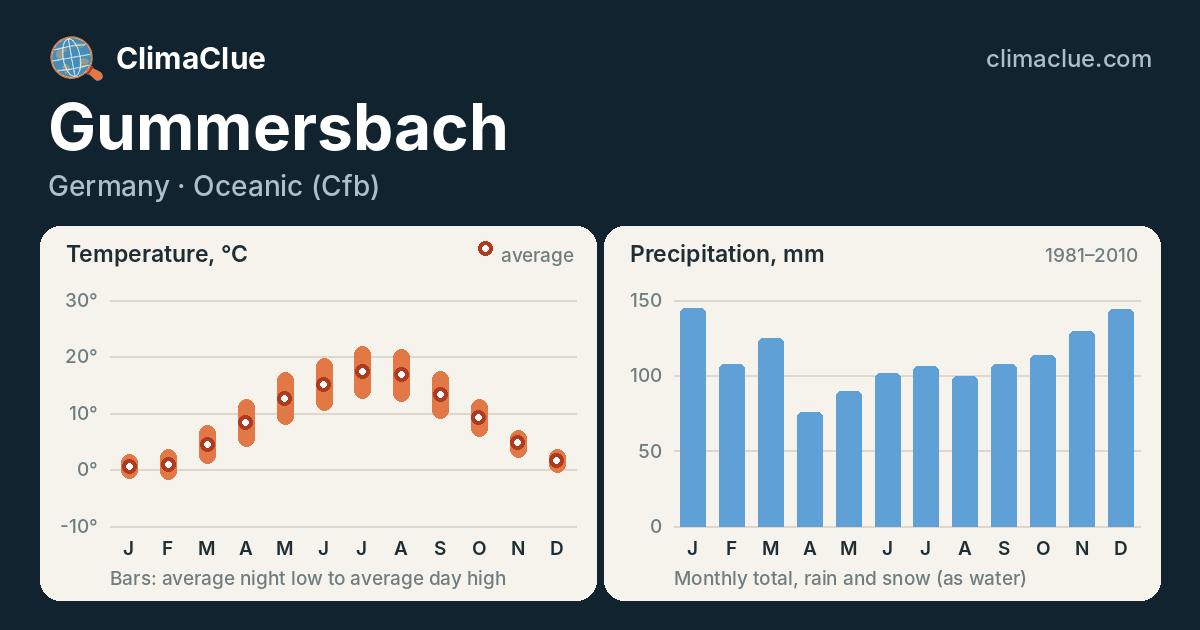 ClimaClue
climaclue.com
Gummersbach
Germany · Oceanic (Cfb)
Temperature, °C
average
30°
20°
10°
0°
-10°
J F M A M J J A S O N D
Bars: average night low to average day high
Precipitation, mm
1981–2010
150
100
50
0
J F M A M J J A S O N D
Monthly total, rain and snow (as water)